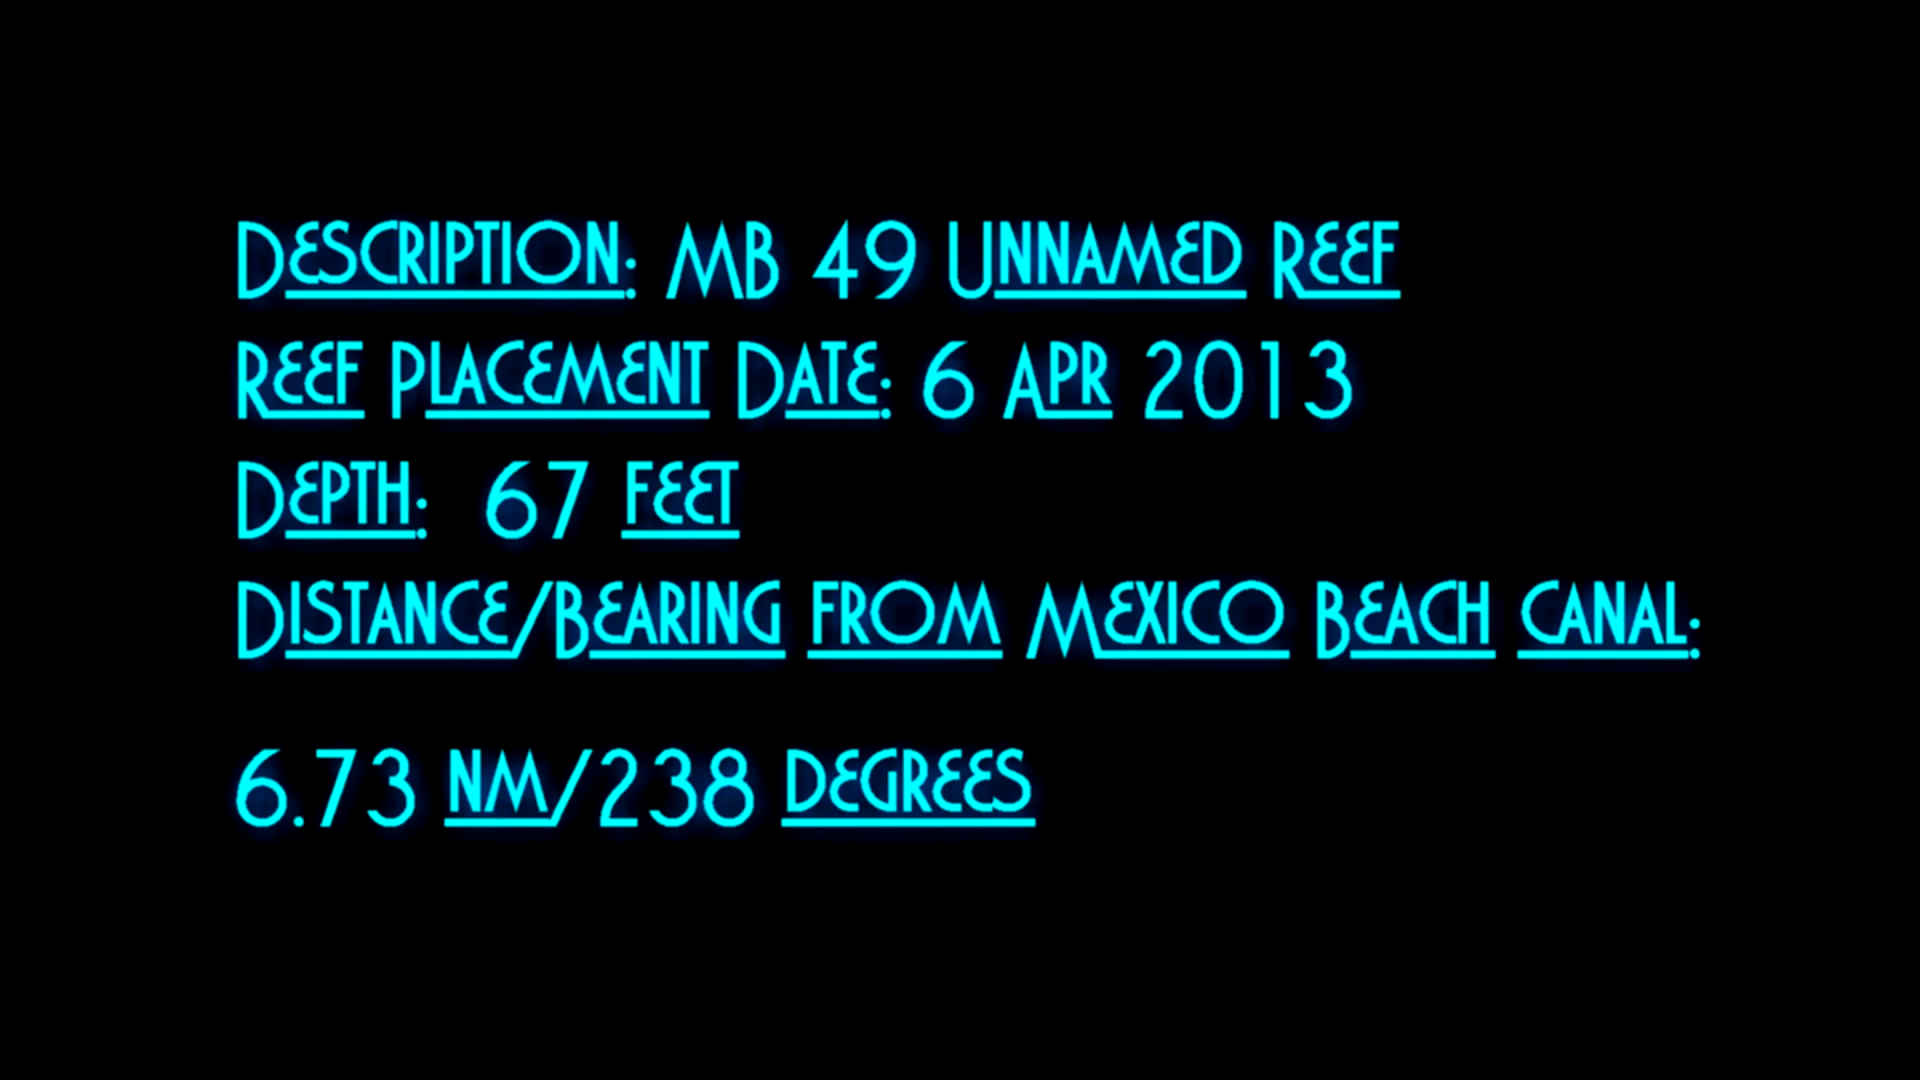 Description: MB 49 Unnamed Reef
Reef Placement Date: 6 Apr 2013
Depth: 67 feet
Distance/Bearing from Mexico Beach canal:
6.73 nm/238 degrees